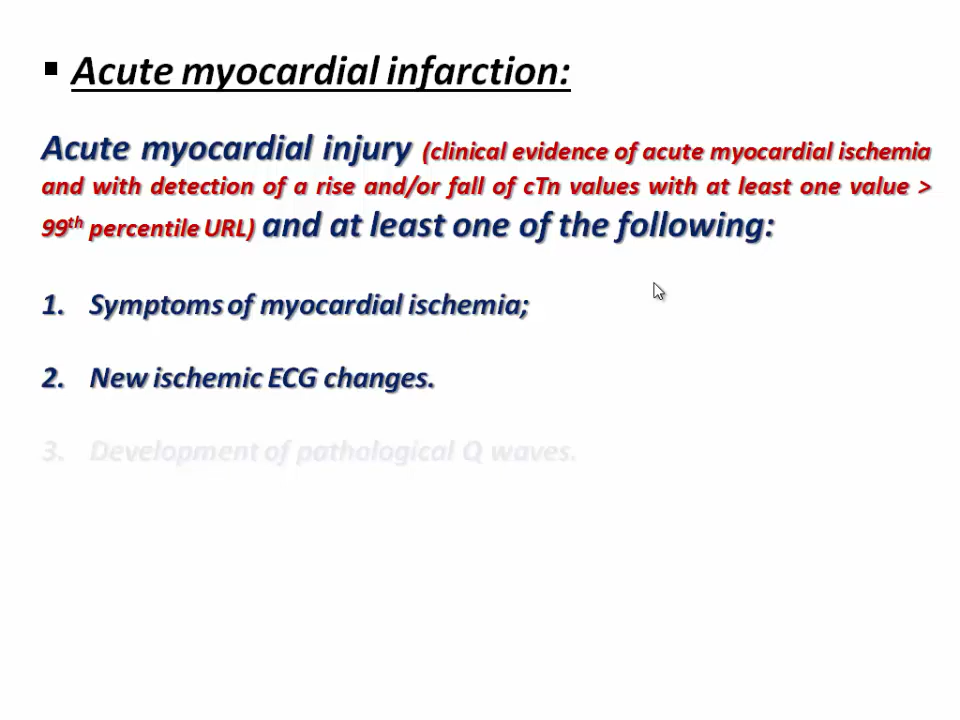 ▪ Acute myocardial infarction:
Acute myocardial injury (clinical evidence of acute myocardial ischemia
and with detection of a rise and/or fall of cTn values with at least one value >
99th percentile URL) and at least one of the following:
1. Symptoms of myocardial ischemia;
2. New ischemic ECG changes.
3. Development of pathological Q waves.